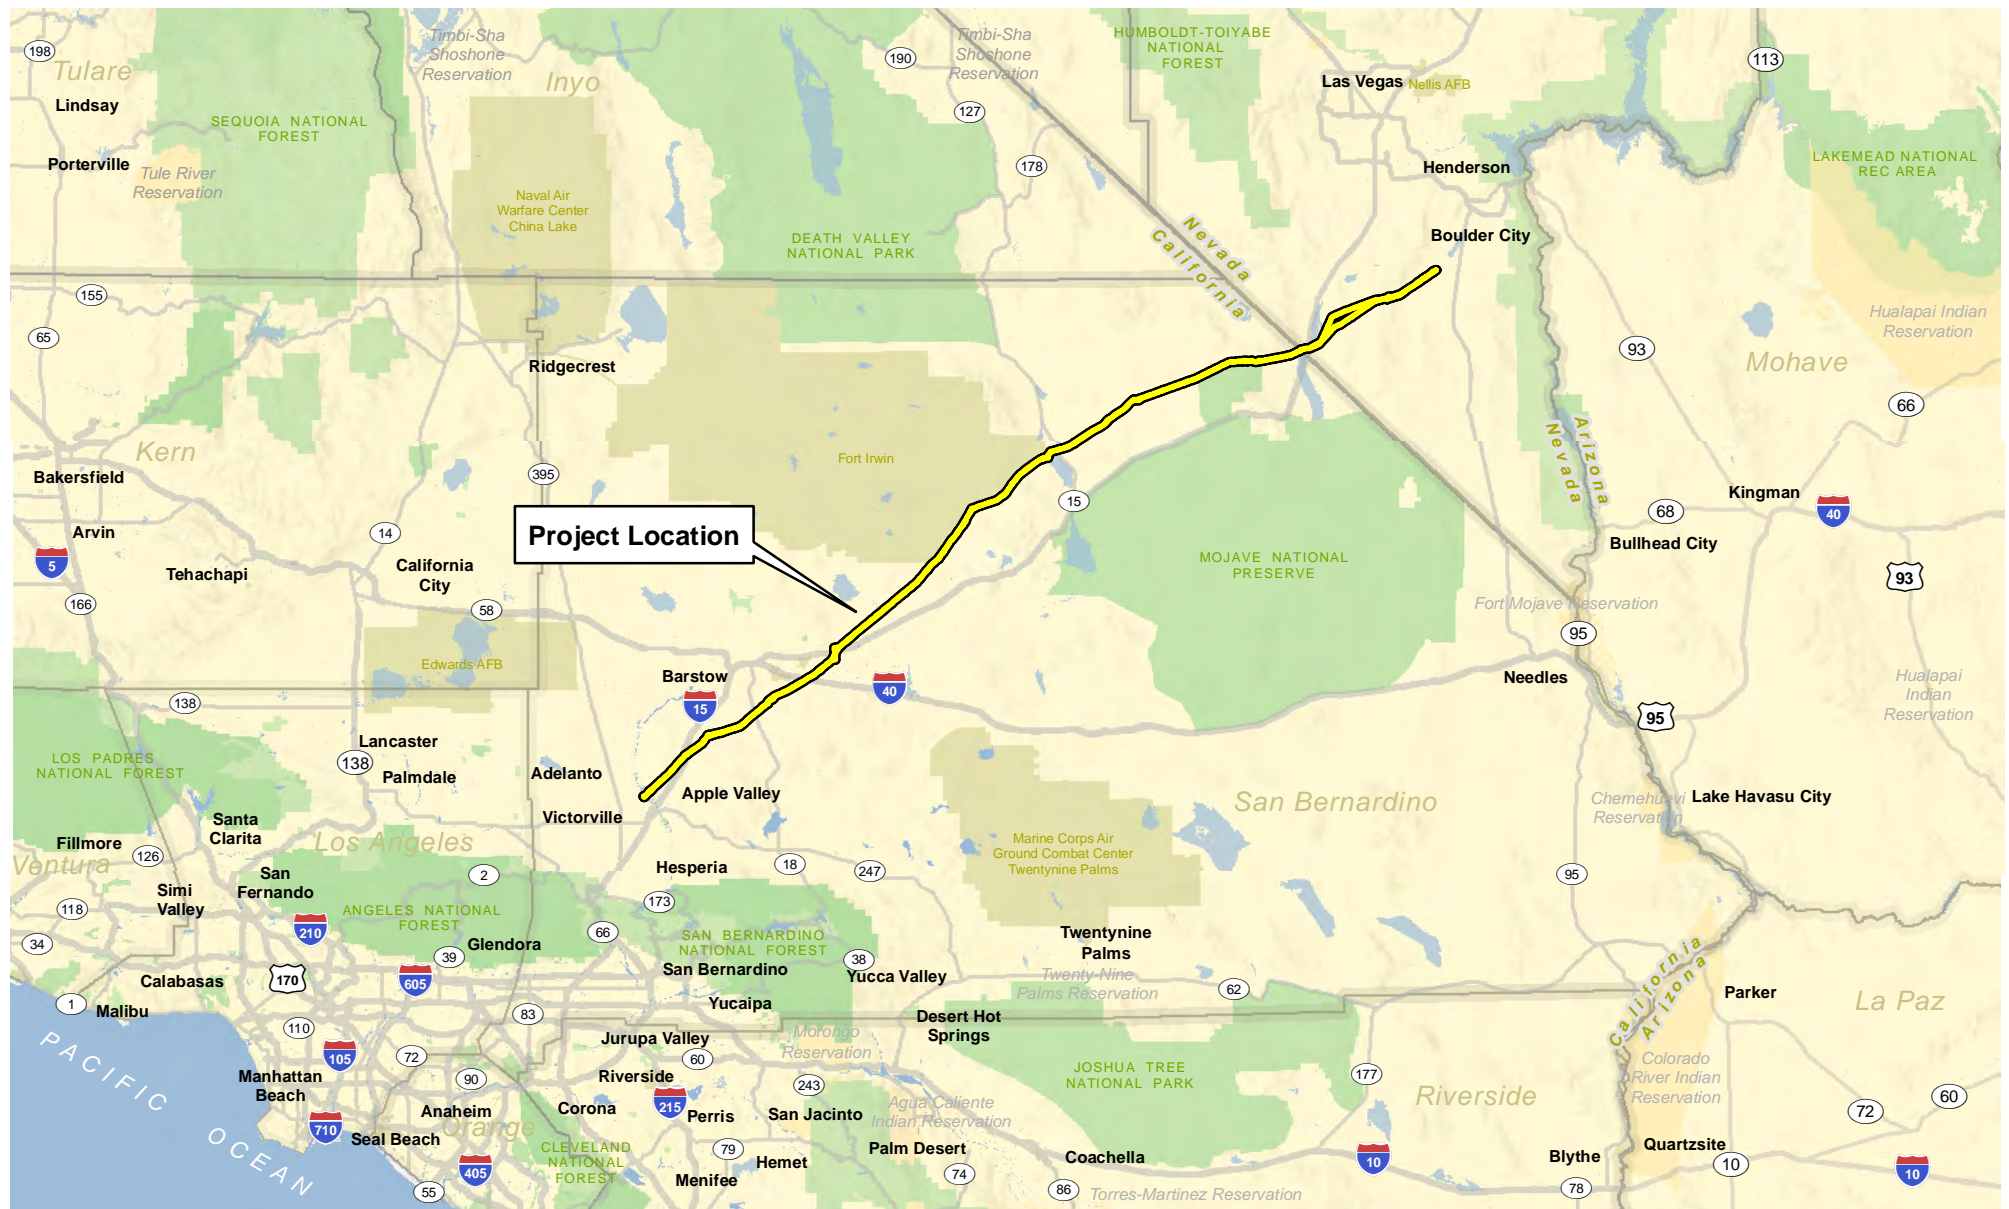 198
Tulare
Lindsay
Porterville
Tule River
Reservation
SEQUOIA NATIONAL
FOREST
Timbi-Sha
Shoshone
Reservation
Inyo
Naval Air
Warfare Center
China Lake
190
Timbi-Sha
Shoshone
Reservation
127
178
DEATH VALLEY
NATIONAL PARK
HUMBOLDT-TOIYABE
NATIONAL
FOREST
Las Vegas
Nellis AFB
Henderson
Boulder City
113
LAKEMEAD NATIONAL
REC AREA
Nevada
California
155
65
Ridgecrest
93
Mohave
Hualapai Indian
Reservation
66
Kern
Bakersfield
Arvin
5
166
Tehachapi
14
California
City
395
58
Edwards AFB
Fort Irwin
Project Location
15
MOJAVE NATIONAL
PRESERVE
Arizona
Nevada
68
Kingman
40
Bullhead City
93
Fort Mojave Reservation
95
Needles
95
Hualapai
Indian
Reservation
Barstow
15
40
138
LOS PADRES
NATIONAL FOREST
Lancaster
138
Palmdale
Adelanto
Victorville
Apple Valley
Hesperia
San Bernardino
Chemehuevi
Reservation
Lake Havasu City
Marine Corps Air
Ground Combat Center
Twentynine Palms
Santa
Clarita
Los Angeles
Fillmore
Ventura
126
San
Fernando
Simi
Valley
118
34
2
ANGELES NATIONAL
FOREST
210
Glendora
39
66
173
18
247
SAN BERNARDINO
NATIONAL FOREST
38
San Bernardino
Yucca Valley
Yucaipa
Twentynine
Palms
Twenty-Nine
Palms Reservation
62
95
California
Arizona
Parker
La Paz
Calabasas
170
605
1
Malibu
110
83
105
72
Jurupa Valley
60
Morongo
Reservation
Desert Hot
Springs
JOSHUA TREE
NATIONAL PARK
177
Riverside
Colorado
River Indian
Reservation
72
60
PACIFIC
OCEAN
Manhattan
Beach
90
Riverside
243
Corona
215
Perris
San Jacinto
Agua Caliente
Indian Reservation
Anaheim
Orange
710
Seal Beach
405
55
CLEVELAND
NATIONAL
FOREST
79
Hemet
Menifee
Palm Desert
74
Coachella
86
Torres-Martinez Reservation
10
Blythe
78
Quartzsite
10
10